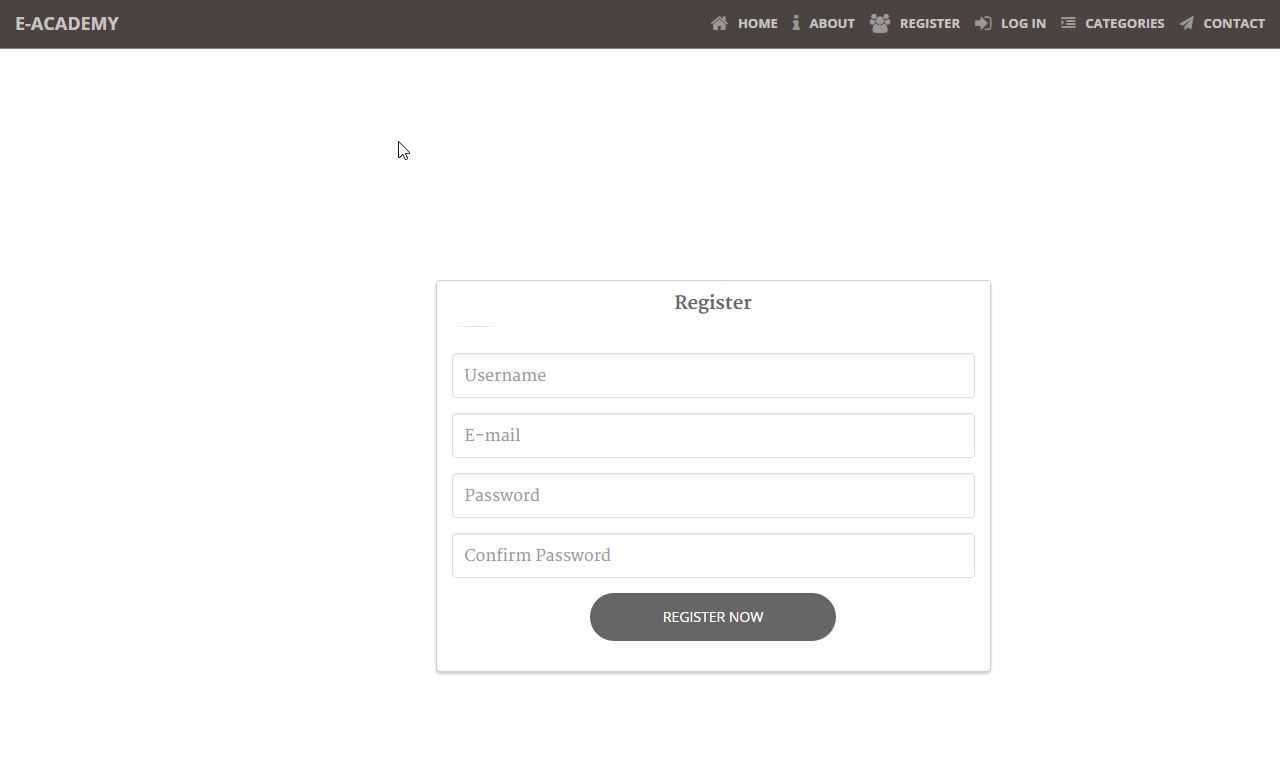 E-ACADEMY HOME ABOUT REGISTER LOG IN CATEGORIES CONTACT
Register
Username
E-mail
Password
Confirm Password
REGISTER NOW